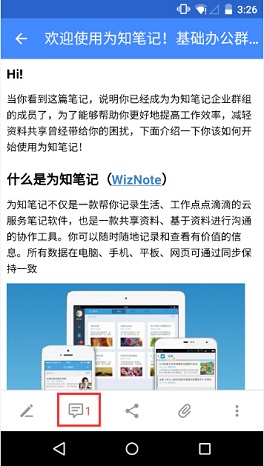 3:26
欢迎使用为知笔记！基础办公群...
Hi!
当你看到这篇笔记，说明你已经成为为知笔记企业群组
的成员了，为了能够帮助你更好地提高工作效率，减轻
资料共享曾经带给你的困扰，下面介绍一下你该如何开
始使用为知笔记！
什么是为知笔记（WizNote）
为知笔记不仅是一款帮你记录生活、工作点点滴滴的云
服务笔记软件，也是一款共享资料、基于资料进行沟通
的协作工具。你可以随时随地记录和查看有价值的信
息。所有数据在电脑、手机、平板、网页可通过同步保
持一致
1